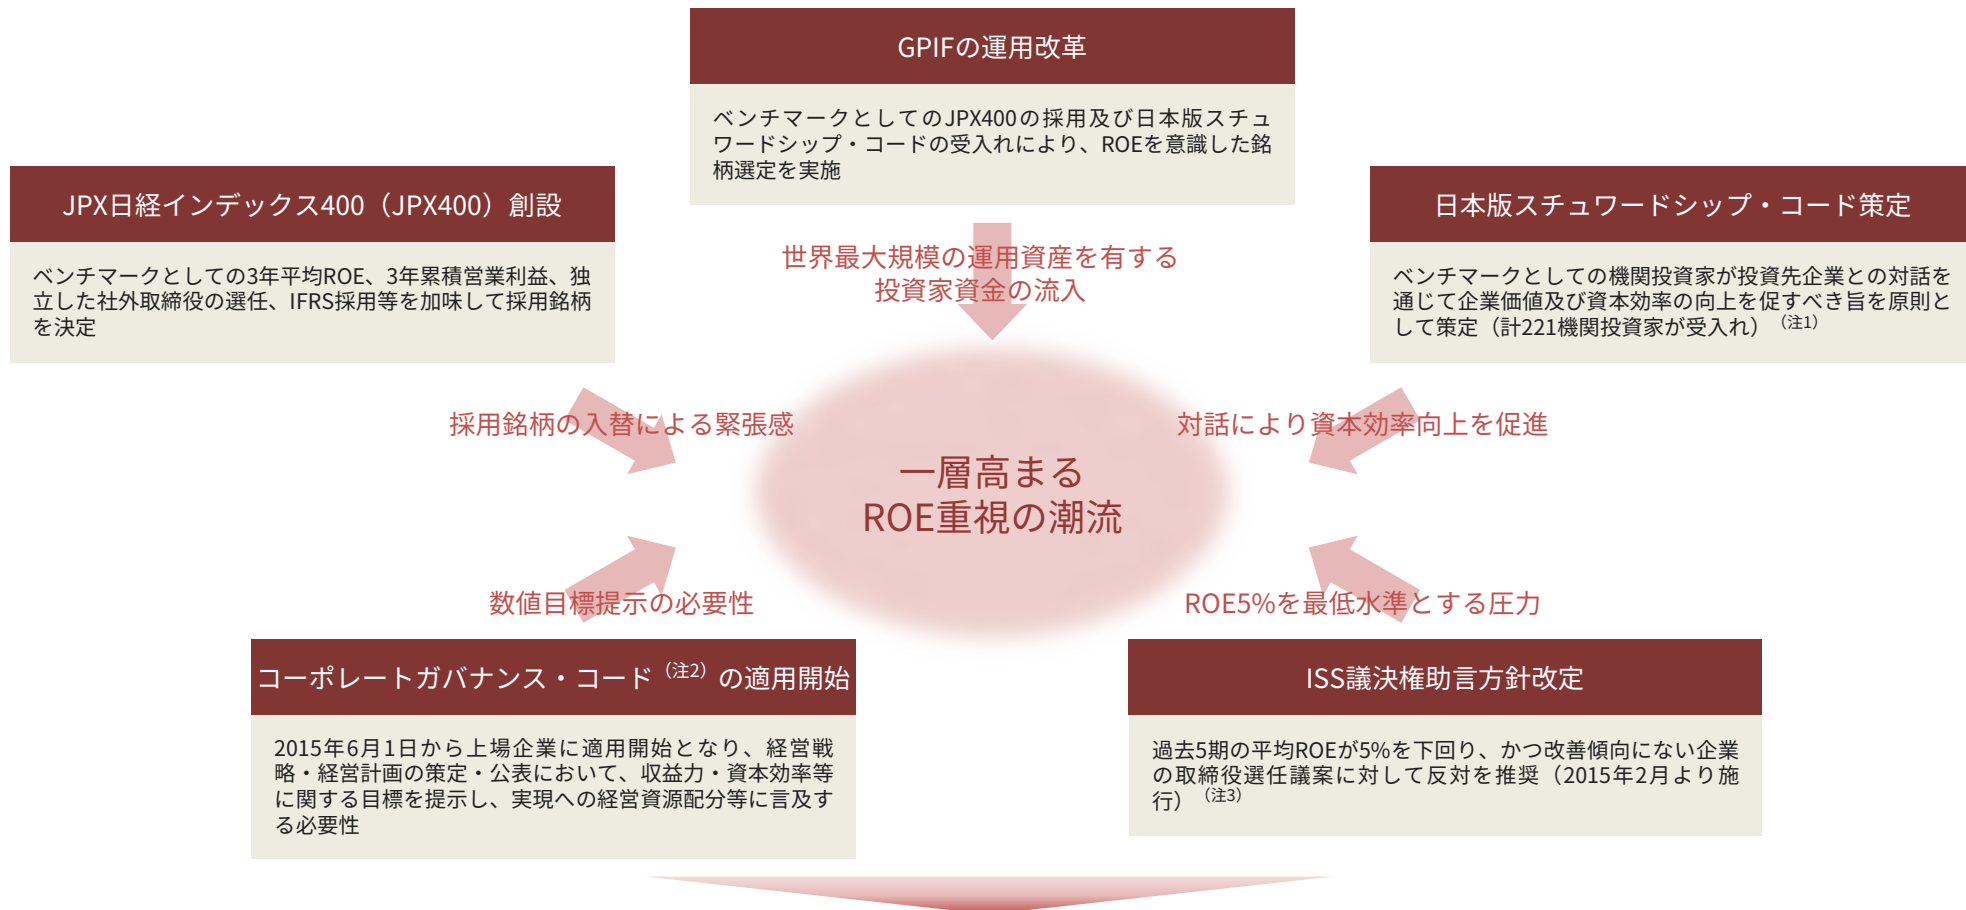 GPIFの運用改革
ベンチマークとしてのJPX400の採用及び日本版スチュ
ワードシップ・コードの受入れにより、ROEを意識した銘
柄選定を実施
JPX日経インデックス400（JPX400）創設
ベンチマークとしての3年平均ROE、3年累積営業利益、独
立した社外取締役の選任、IFRS採用等を加味して採用銘柄
を決定
日本版スチュワードシップ・コード策定
ベンチマークとしての機関投資家が投資先企業との対話を
通じて企業価値及び資本効率の向上を促すべき旨を原則と
して策定（計221機関投資家が受入れ）（注1）
世界最大規模の運用資産を有する
投資家資金の流入
採用銘柄の入替による緊張感
対話により資本効率向上を促進
一層高まる
ROE重視の潮流
数値目標提示の必要性
ROE5%を最低水準とする圧力
コーポレートガバナンス・コード（注2）の適用開始
2015年6月1日から上場企業に適用開始となり、経営戦
略・経営計画の策定・公表において、収益力・資本効率等
に関する目標を提示し、実現への経営資源配分等に言及す
る必要性
ISS議決権助言方針改定
過去5期の平均ROEが5%を下回り、かつ改善傾向にない企業
の取締役選任議案に対して反対を推奨（2015年2月より施
行）（注3）